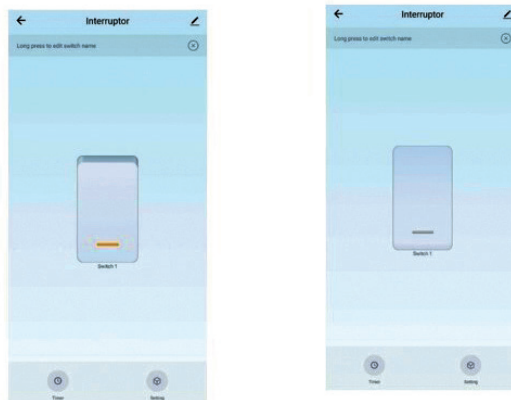 Interruptor
Long press to edit switch name
Switch 1
Timer
Setting
Interruptor
Long press to edit switch name
Switch 1
Timer
Setting